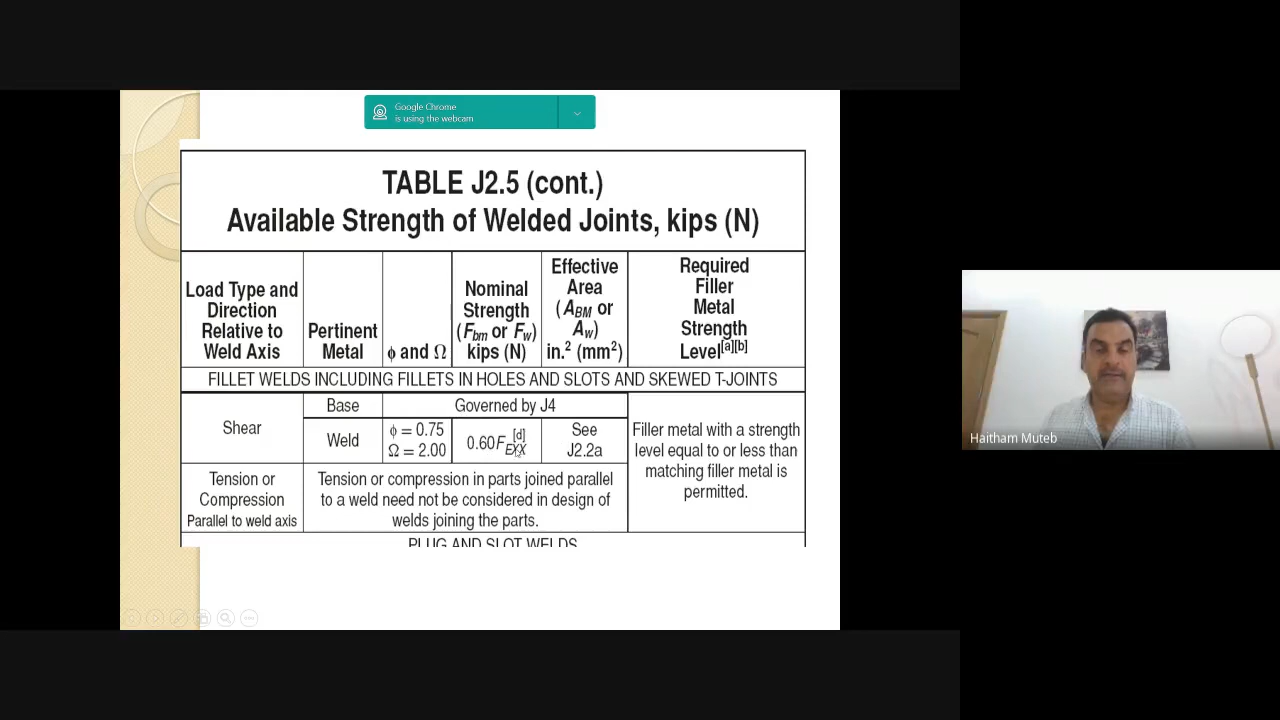 Google Chrome
is using the webcam
TABLE J2.5 (cont.)
Available Strength of Welded Joints, kips (N)
Load Type and
Direction
Relative to
Weld Axis
Pertinent
Metal
ϕ and Ω
Nominal
Strength
(Fbm or Fw)
kips (N)
Effective
Area
(ABM or
Aw)
in.² (mm²)
Required
Filler
Metal
Strength
Level[a][b]
FILLET WELDS INCLUDING FILLETS IN HOLES AND SLOTS AND SKEWED T-JOINTS
Shear
Base
Governed by J4
Weld
ϕ = 0.75
Ω = 2.00
0.60FEXX[d]
See
J2.2a
Filler metal with a strength
level equal to or less than
matching filler metal is
permitted.
Tension or
Compression
Parallel to weld axis
Tension or compression in parts joined parallel
to a weld need not be considered in design of
welds joining the parts.
PLUG AND SLOT WELDS
Haitham Muteb